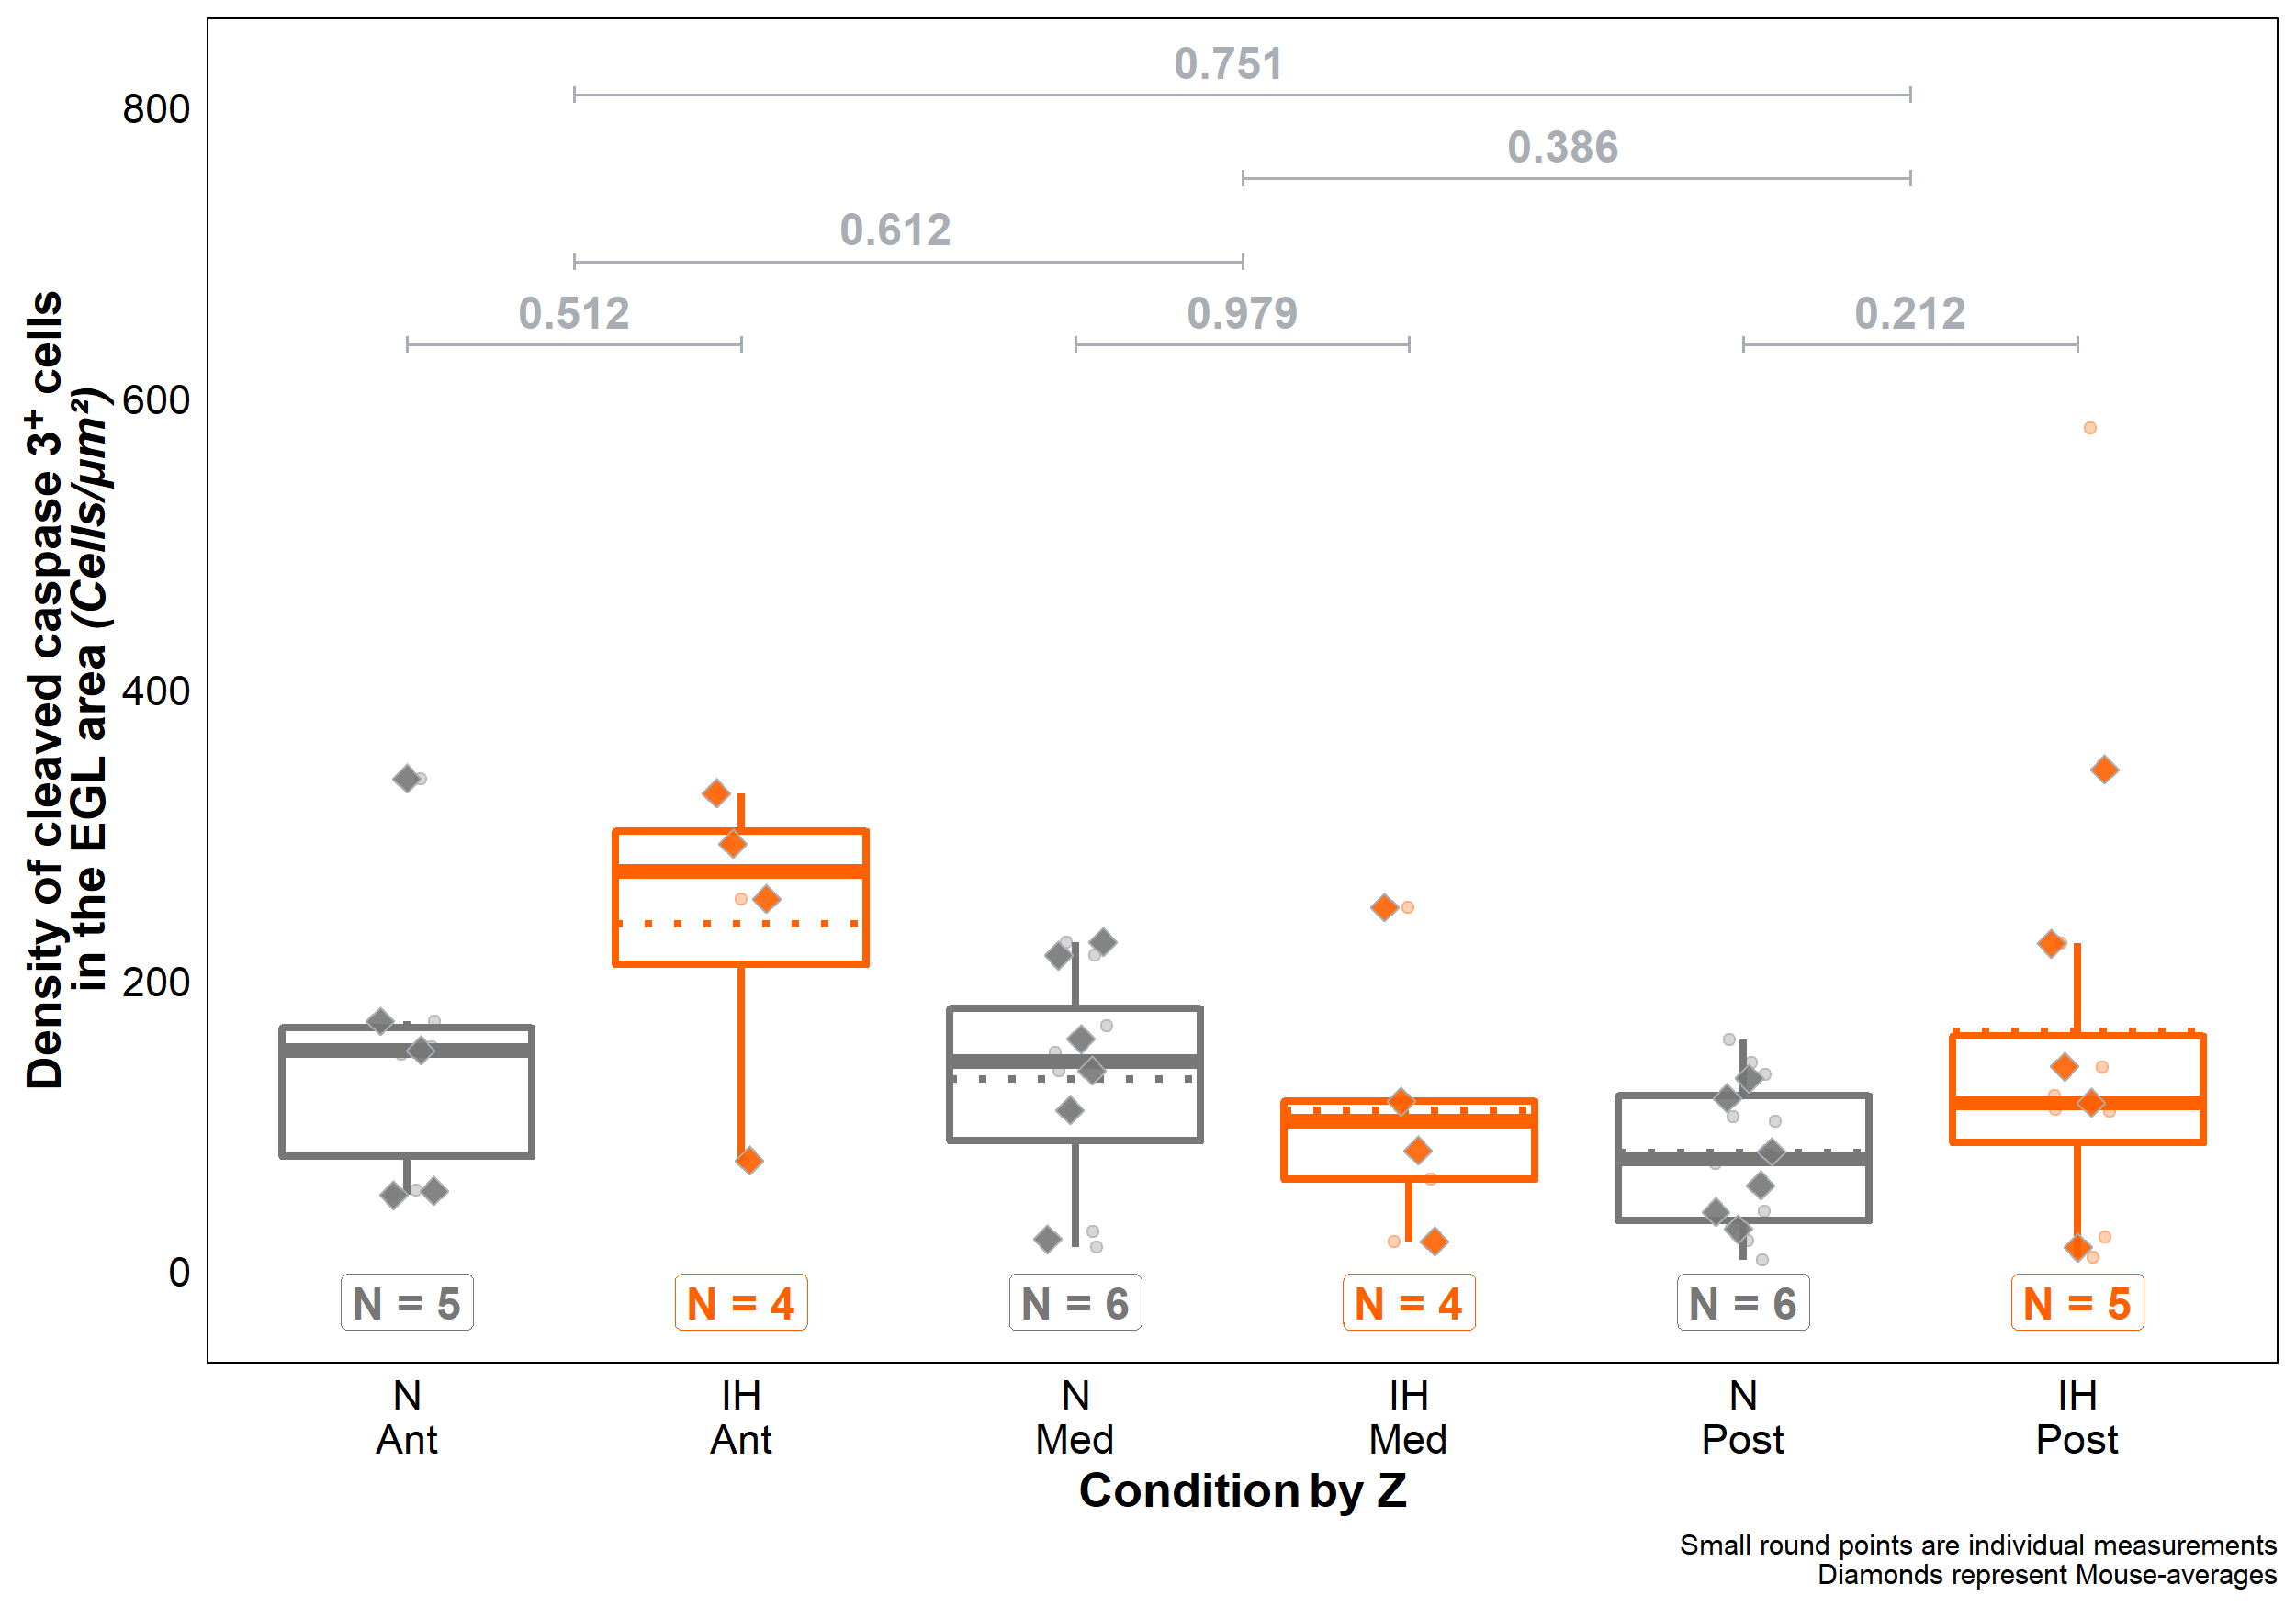 Density of cleaved caspase 3⁺ cells
in the EGL area (Cells/μm²)
800
600
400
200
0
0.751
0.386
0.612
0.512
0.979
0.212
N = 5
N = 4
N = 6
N = 4
N = 6
N = 5
N
Ant
IH
Ant
N
Med
IH
Med
N
Post
IH
Post
Condition by Z
Small round points are individual measurements
Diamonds represent Mouse-averages